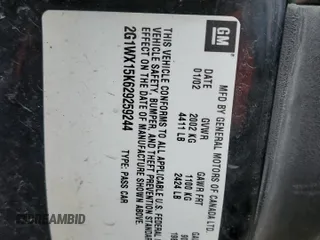 GM
MFD BY GENERAL MOTORS OF CANADA LTD.
DATE GVWR GAWR FRT
01/02 2002 KG 1100 KG
4411 LB 2424 LB
THIS VEHICLE CONFORMS TO ALL APPLICABLE
VEHICLE SAFETY, BUMPER, AND THEFT PREVENTION STANDARDS
EFFECT ON THE DATE OF MANUFACTURE SHOWN ABOVE.
2G1WX15K629259244 TYPE: PASS CAR